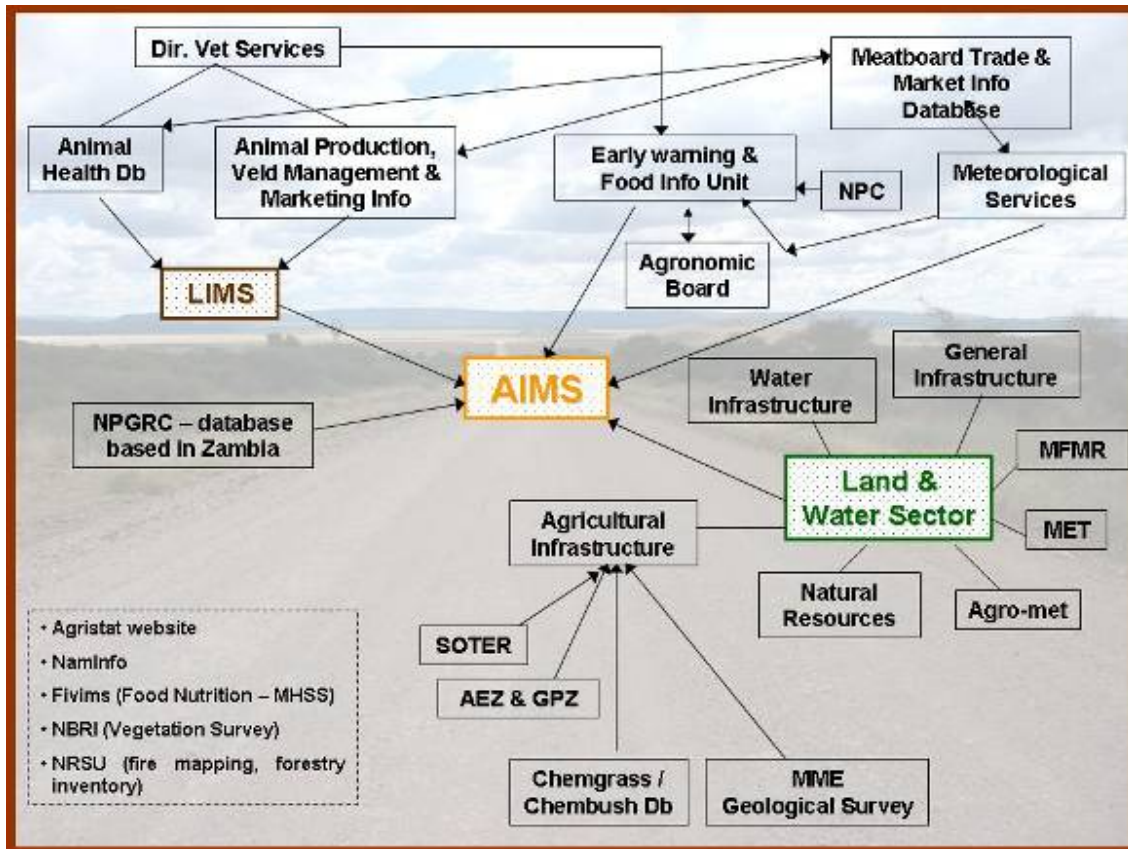 Dir. Vet Services
Meatboard Trade &
Market Info
Database
Animal
Health Db
Animal Production,
Veld Management &
Marketing Info
Early warning &
Food Info Unit
NPC
Meteorological
Services
Agronomic
Board
LIMS
AIMS
General
Infrastructure
Water
Infrastructure
NPGRC – database
based in Zambia
MFMR
Land &
Water Sector
Agricultural
Infrastructure
MET
Natural
Resources
Agro-met
• Agristat website
• NamInfo
• Fivims (Food Nutrition – MHSS)
• NBRI (Vegetation Survey)
• NRSU (fire mapping, forestry
inventory)
SOTER
AEZ & GPZ
Chemgrass /
Chembush Db
MME
Geological Survey